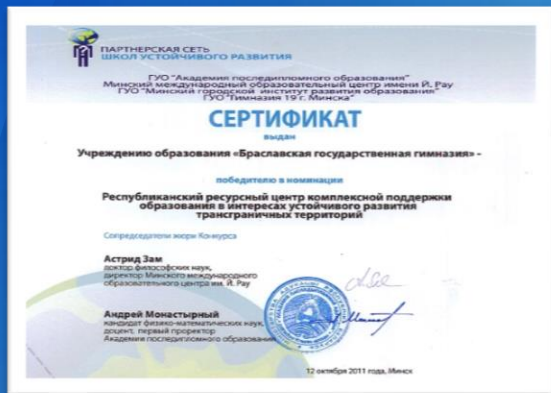 ПАРТНЕРСКАЯ СЕТЬ
ШКОЛ УСТОЙЧИВОГО РАЗВИТИЯ
ГУО "Академия последипломного образования"
Минский международный образовательный центр имени Й. Рау
ГУО "Минский городской институт развития образования"
ГУО "Гимназия 19 г. Минска"
СЕРТИФИКАТ
выдан
Учреждению образования «Браславская государственная гимназия» -
победителю в номинации
Республиканский ресурсный центр комплексной поддержки
образования в интересах устойчивого развития
трансграничных территорий
Сопредседатели жюри Конкурса
Астрид Зам
доктор философских наук,
директор Минского международного
образовательного центра им. Й. Рау
Андрей Монастырный
кандидат физико-математических наук,
доцент, первый проректор
Академии последипломного образования
12 октября 2011 года, Минск